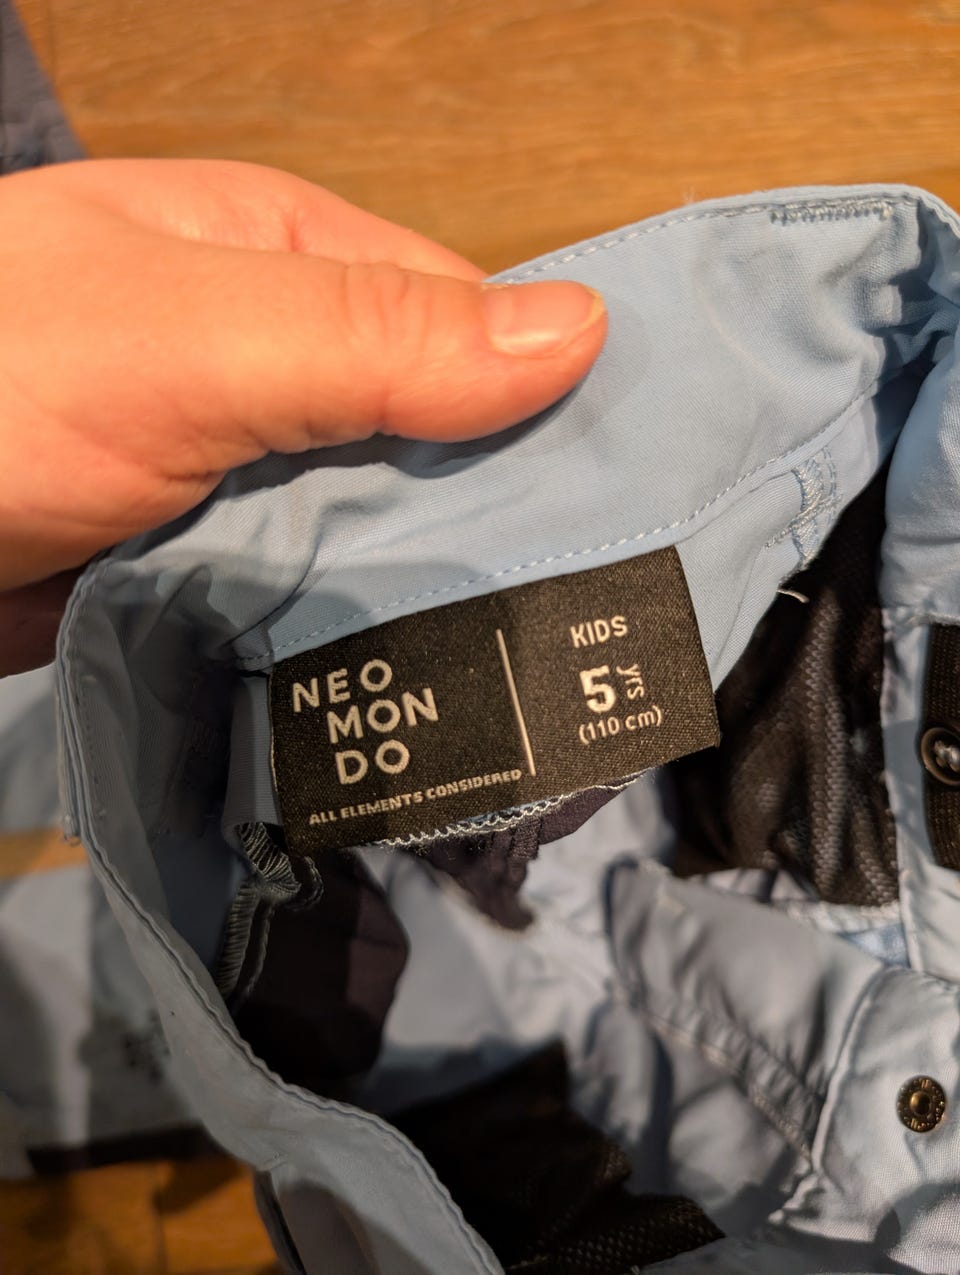 NEO
MON
DO
ALL ELEMENTS CONSIDERED
KIDS
5 yrs
(110 cm)